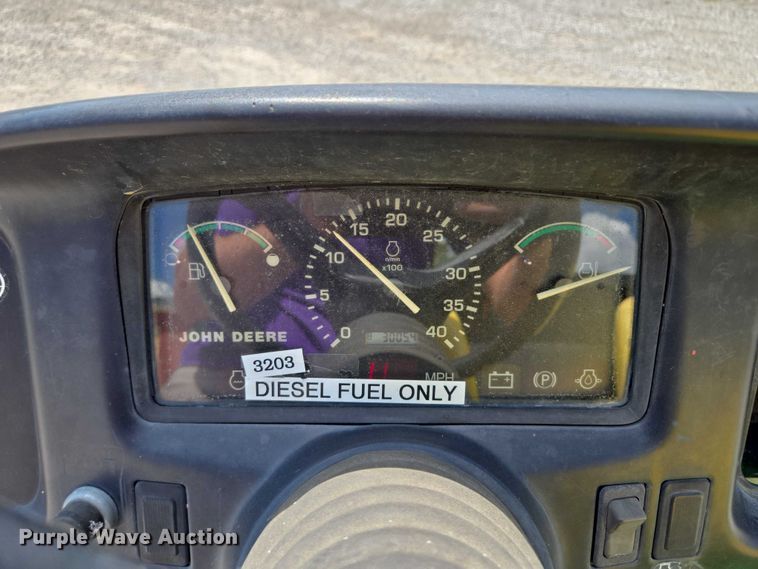 15 20 25
10 n/min 30
x100
5 35
0 40
JOHN DEERE
3203
MPH
DIESEL FUEL ONLY
P
Purple Wave Auction